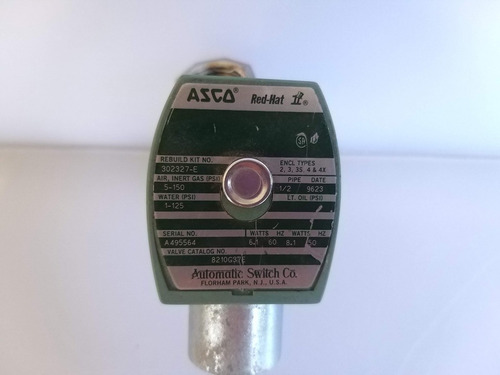 ASCO® Red-Hat II®
SA
REBUILD KIT NO.
302327-E
ENCL TYPES
2, 3, 3S, 4 & 4X
AIR, INERT GAS (PSI)
5-150
PIPE DATE
1/2 9623
WATER (PSI)
1-125
LT. OIL (PSI)
SERIAL NO.
A495564
WATTS HZ WATTS HZ
6.1 60 8.1 50
VALVE CATALOG NO.
8210G37E
Automatic Switch Co.
FLORHAM PARK, N.J., U.S.A.